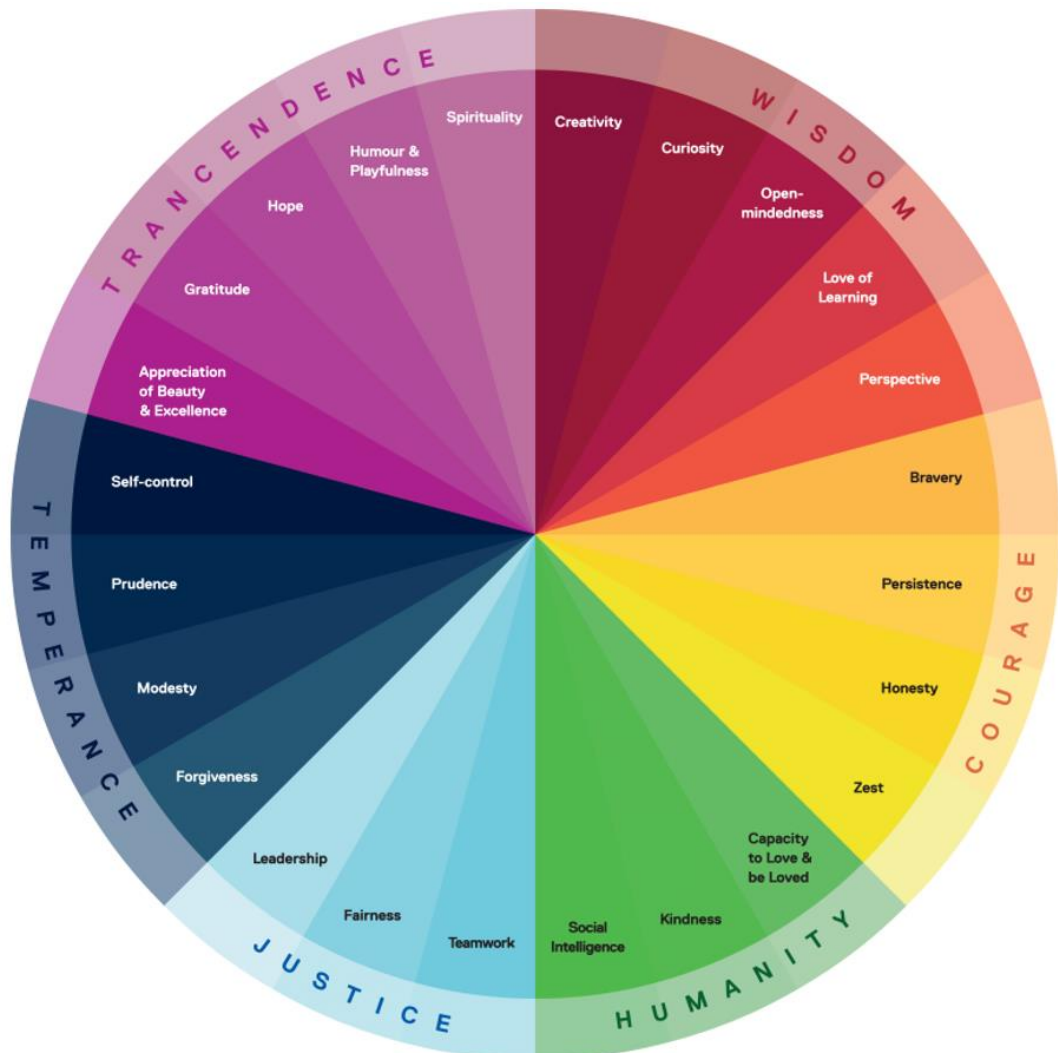 TRANCENDENCE
WISDOM
COURAGE
HUMANITY
JUSTICE
TEMPERANCE
Creativity
Curiosity
Open-
mindedness
Love of
Learning
Perspective
Bravery
Persistence
Honesty
Zest
Capacity
to Love &
be Loved
Kindness
Social
Intelligence
Teamwork
Fairness
Leadership
Forgiveness
Modesty
Prudence
Self-control
Appreciation
of Beauty
& Excellence
Gratitude
Hope
Humour &
Playfulness
Spirituality